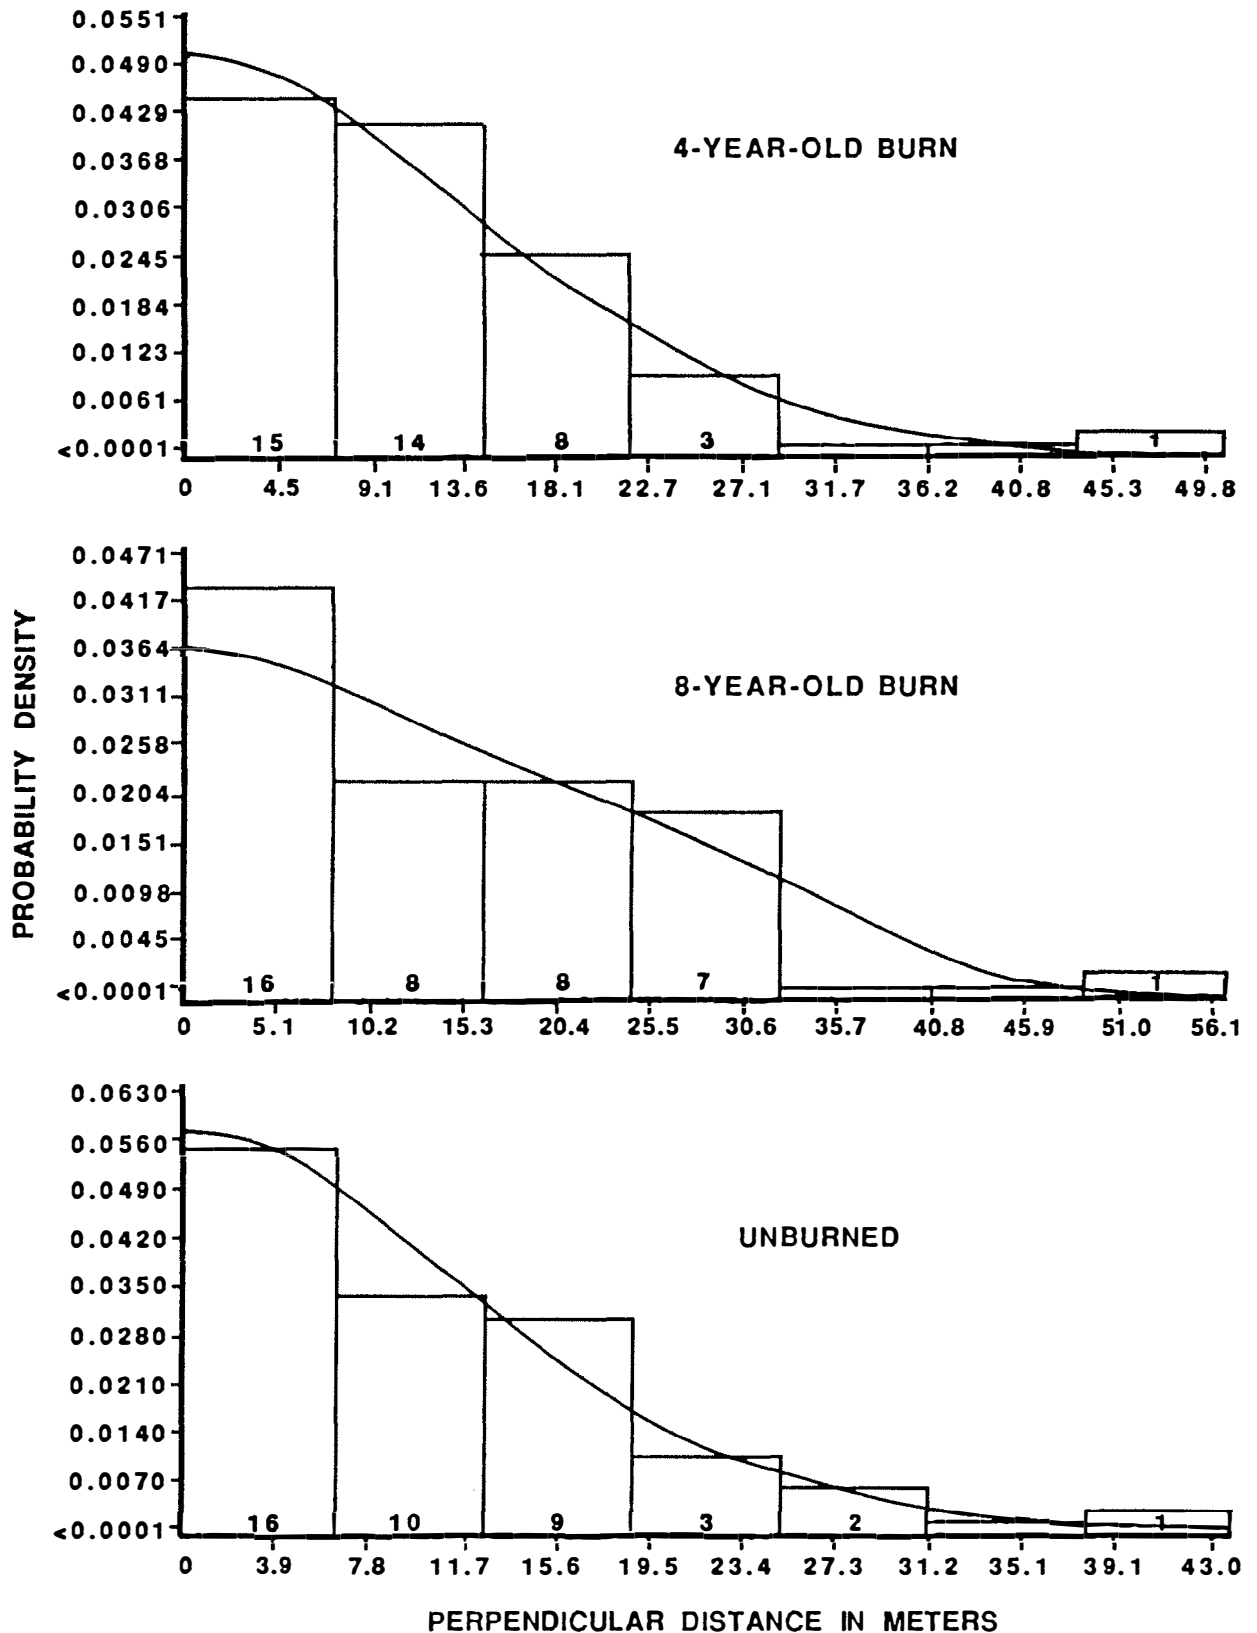 0.0551
0.0490
0.0429
0.0368
0.0306
0.0245
0.0184
0.0123
0.0061
<0.0001
4-YEAR-OLD BURN
15 14 8 3 1
0 4.5 9.1 13.6 18.1 22.7 27.1 31.7 36.2 40.8 45.3 49.8
PROBABILITY DENSITY
0.0471
0.0417
0.0364
0.0311
0.0258
0.0204
0.0151
0.0098
0.0045
<0.0001
8-YEAR-OLD BURN
16 8 8 7 1
0 5.1 10.2 15.3 20.4 25.5 30.6 35.7 40.8 45.9 51.0 56.1
0.0630
0.0560
0.0490
0.0420
0.0350
0.0280
0.0210
0.0140
0.0070
<0.0001
UNBURNED
16 10 9 3 2 1
0 3.9 7.8 11.7 15.6 19.5 23.4 27.3 31.2 35.1 39.1 43.0
PERPENDICULAR DISTANCE IN METERS